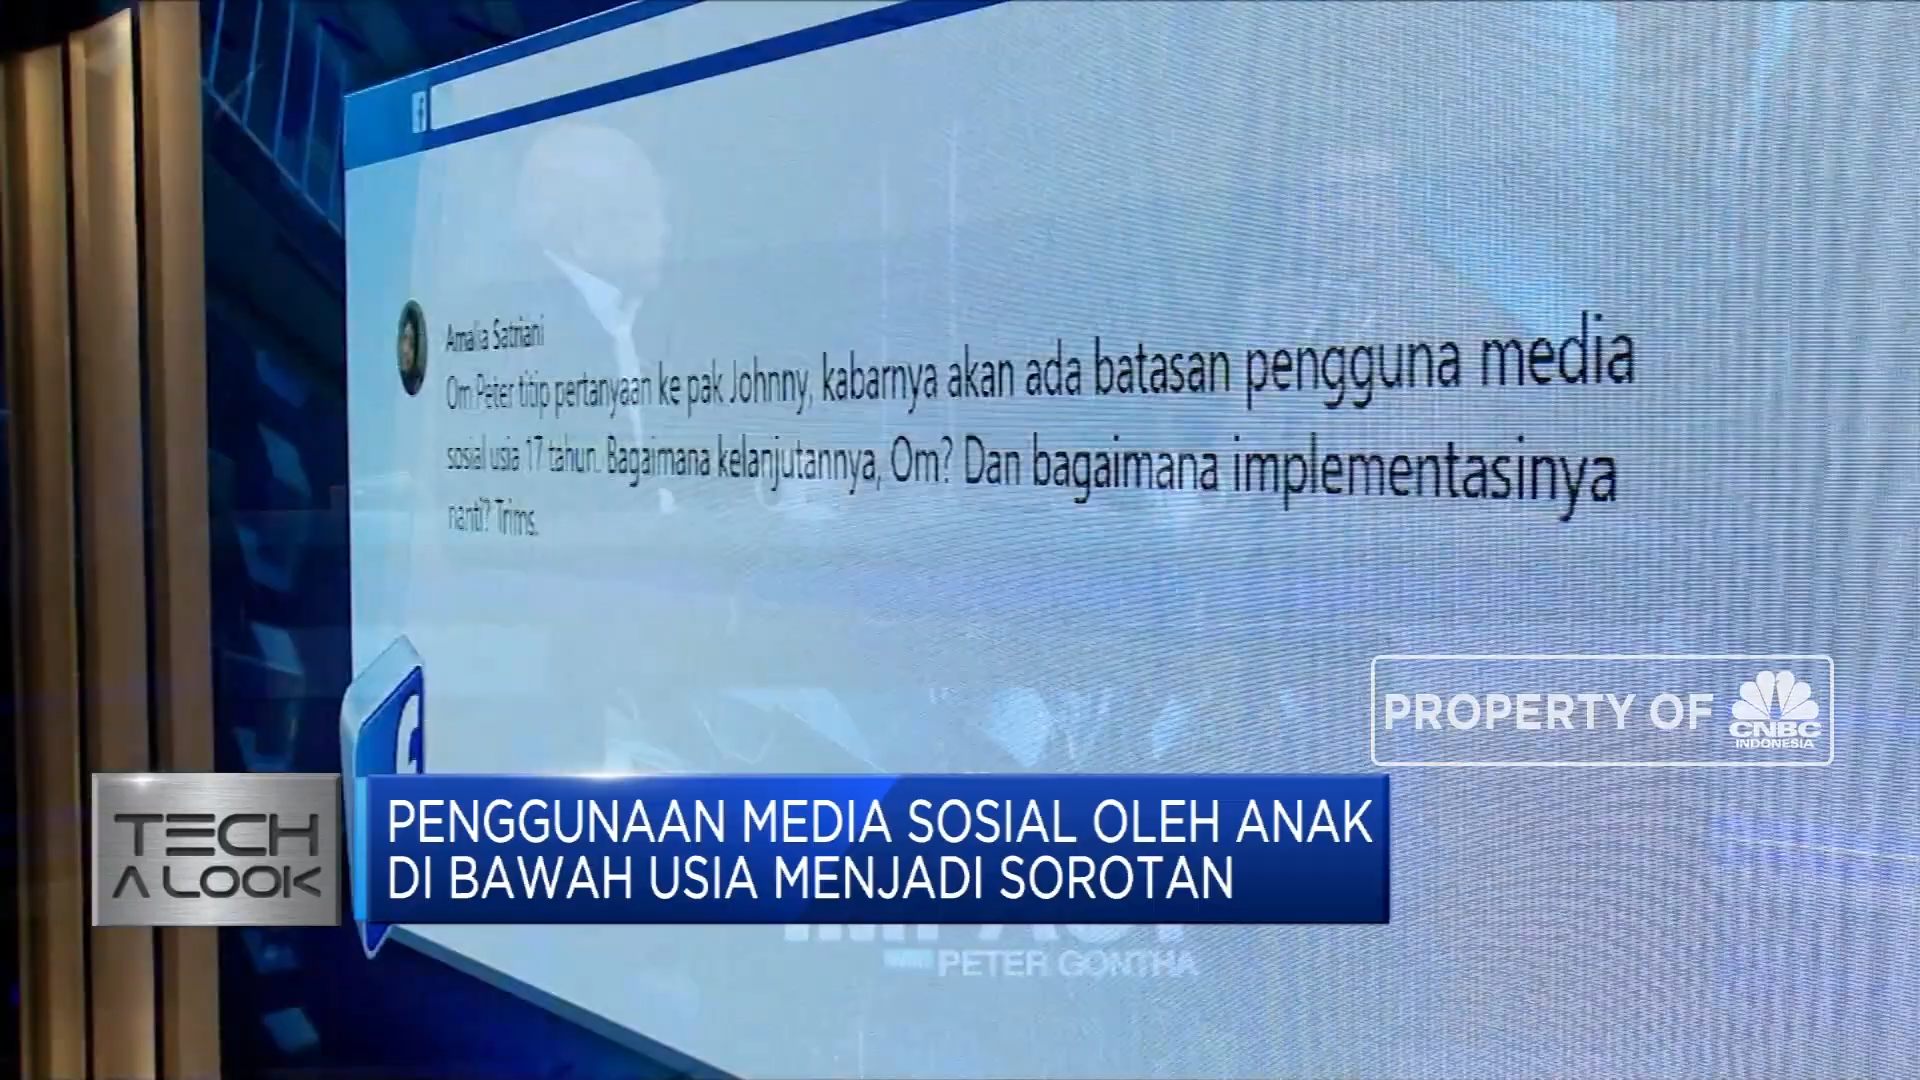 f
Amalia Satriani
Om Peter titip pertanyaan ke pak Johnny, kabarnya akan ada batasan pengguna media
sosial usia 17 tahun. Bagaimana kelanjutannya, Om? Dan bagaimana implementasinya
nanti? Trims.
PROPERTY OF CNBC
INDONESIA
f
TECH
A LOOK
PENGGUNAAN MEDIA SOSIAL OLEH ANAK
DI BAWAH USIA MENJADI SOROTAN
PETER GONTHA